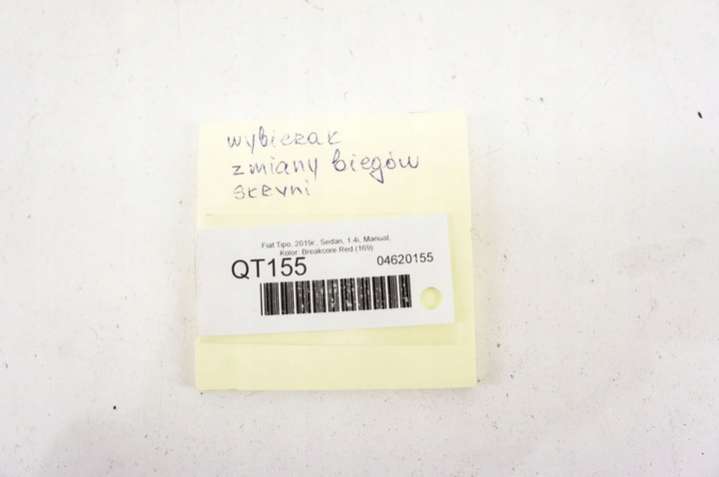 wybierak
zmiany biegów
skrzyni
Fiat Tipo, 2019r., Sedan, 1.4i, Manual,
Kolor: Breakcore Red (169)
QT155
04620155